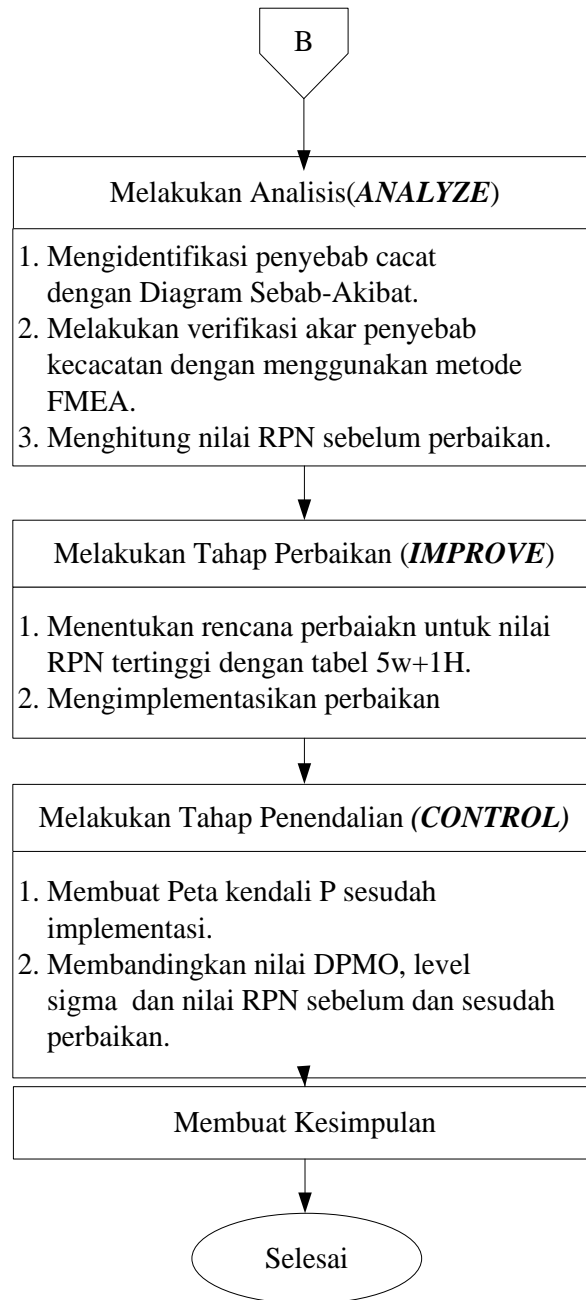 B
Melakukan Analisis(ANALYZE)
1. Mengidentifikasi penyebab cacat
dengan Diagram Sebab-Akibat.
2. Melakukan verifikasi akar penyebab
kecacatan dengan menggunakan metode
FMEA.
3. Menghitung nilai RPN sebelum perbaikan.
Melakukan Tahap Perbaikan (IMPROVE)
1. Menentukan rencana perbaiakn untuk nilai
RPN tertinggi dengan tabel 5w+1H.
2. Mengimplementasikan perbaikan
Melakukan Tahap Penendalian (CONTROL)
1. Membuat Peta kendali P sesudah
implementasi.
2. Membandingkan nilai DPMO, level
sigma dan nilai RPN sebelum dan sesudah
perbaikan.
Membuat Kesimpulan
Selesai